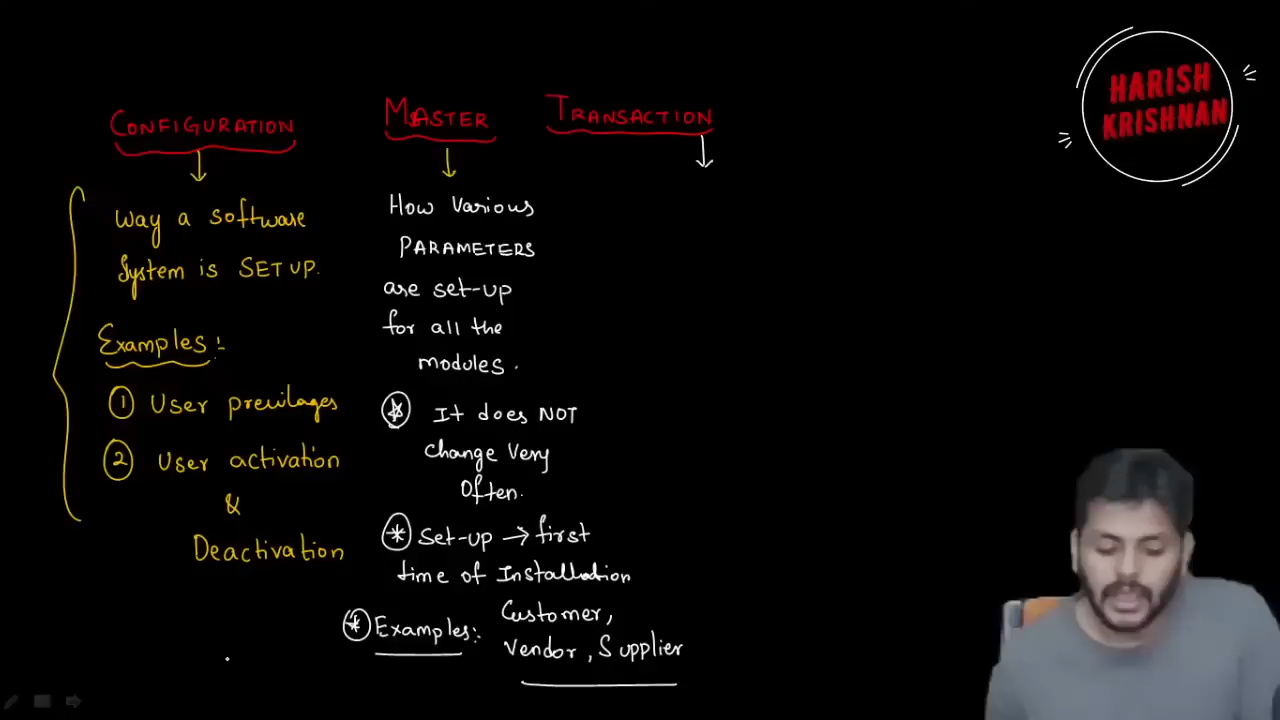 CONFIGURATION
Way a software
System is SETUP.
Examples:
1 User previlages
2 User activation
&
Deactivation
MASTER
How Various
PARAMETERS
are set-up
for all the
modules.
* It does NOT
change Very
Often.
* Set-up → first
time of Installation
* Examples: Customer,
Vendor, Supplier
TRANSACTION
HARISH
KRISHNAN